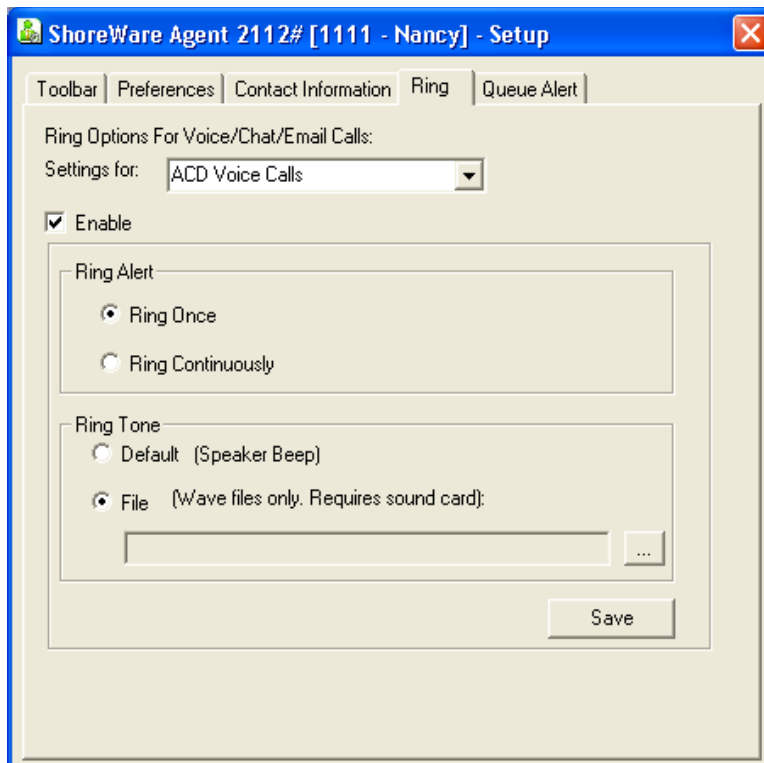 ShoreWare Agent 2112# [1111 - Nancy] - Setup
Toolbar Preferences Contact Information Ring Queue Alert
Ring Options For Voice/Chat/Email Calls:
Settings for: ACD Voice Calls
Enable
Ring Alert
Ring Once
Ring Continuously
Ring Tone
Default (Speaker Beep)
File (Wave files only. Requires sound card):
...
Save